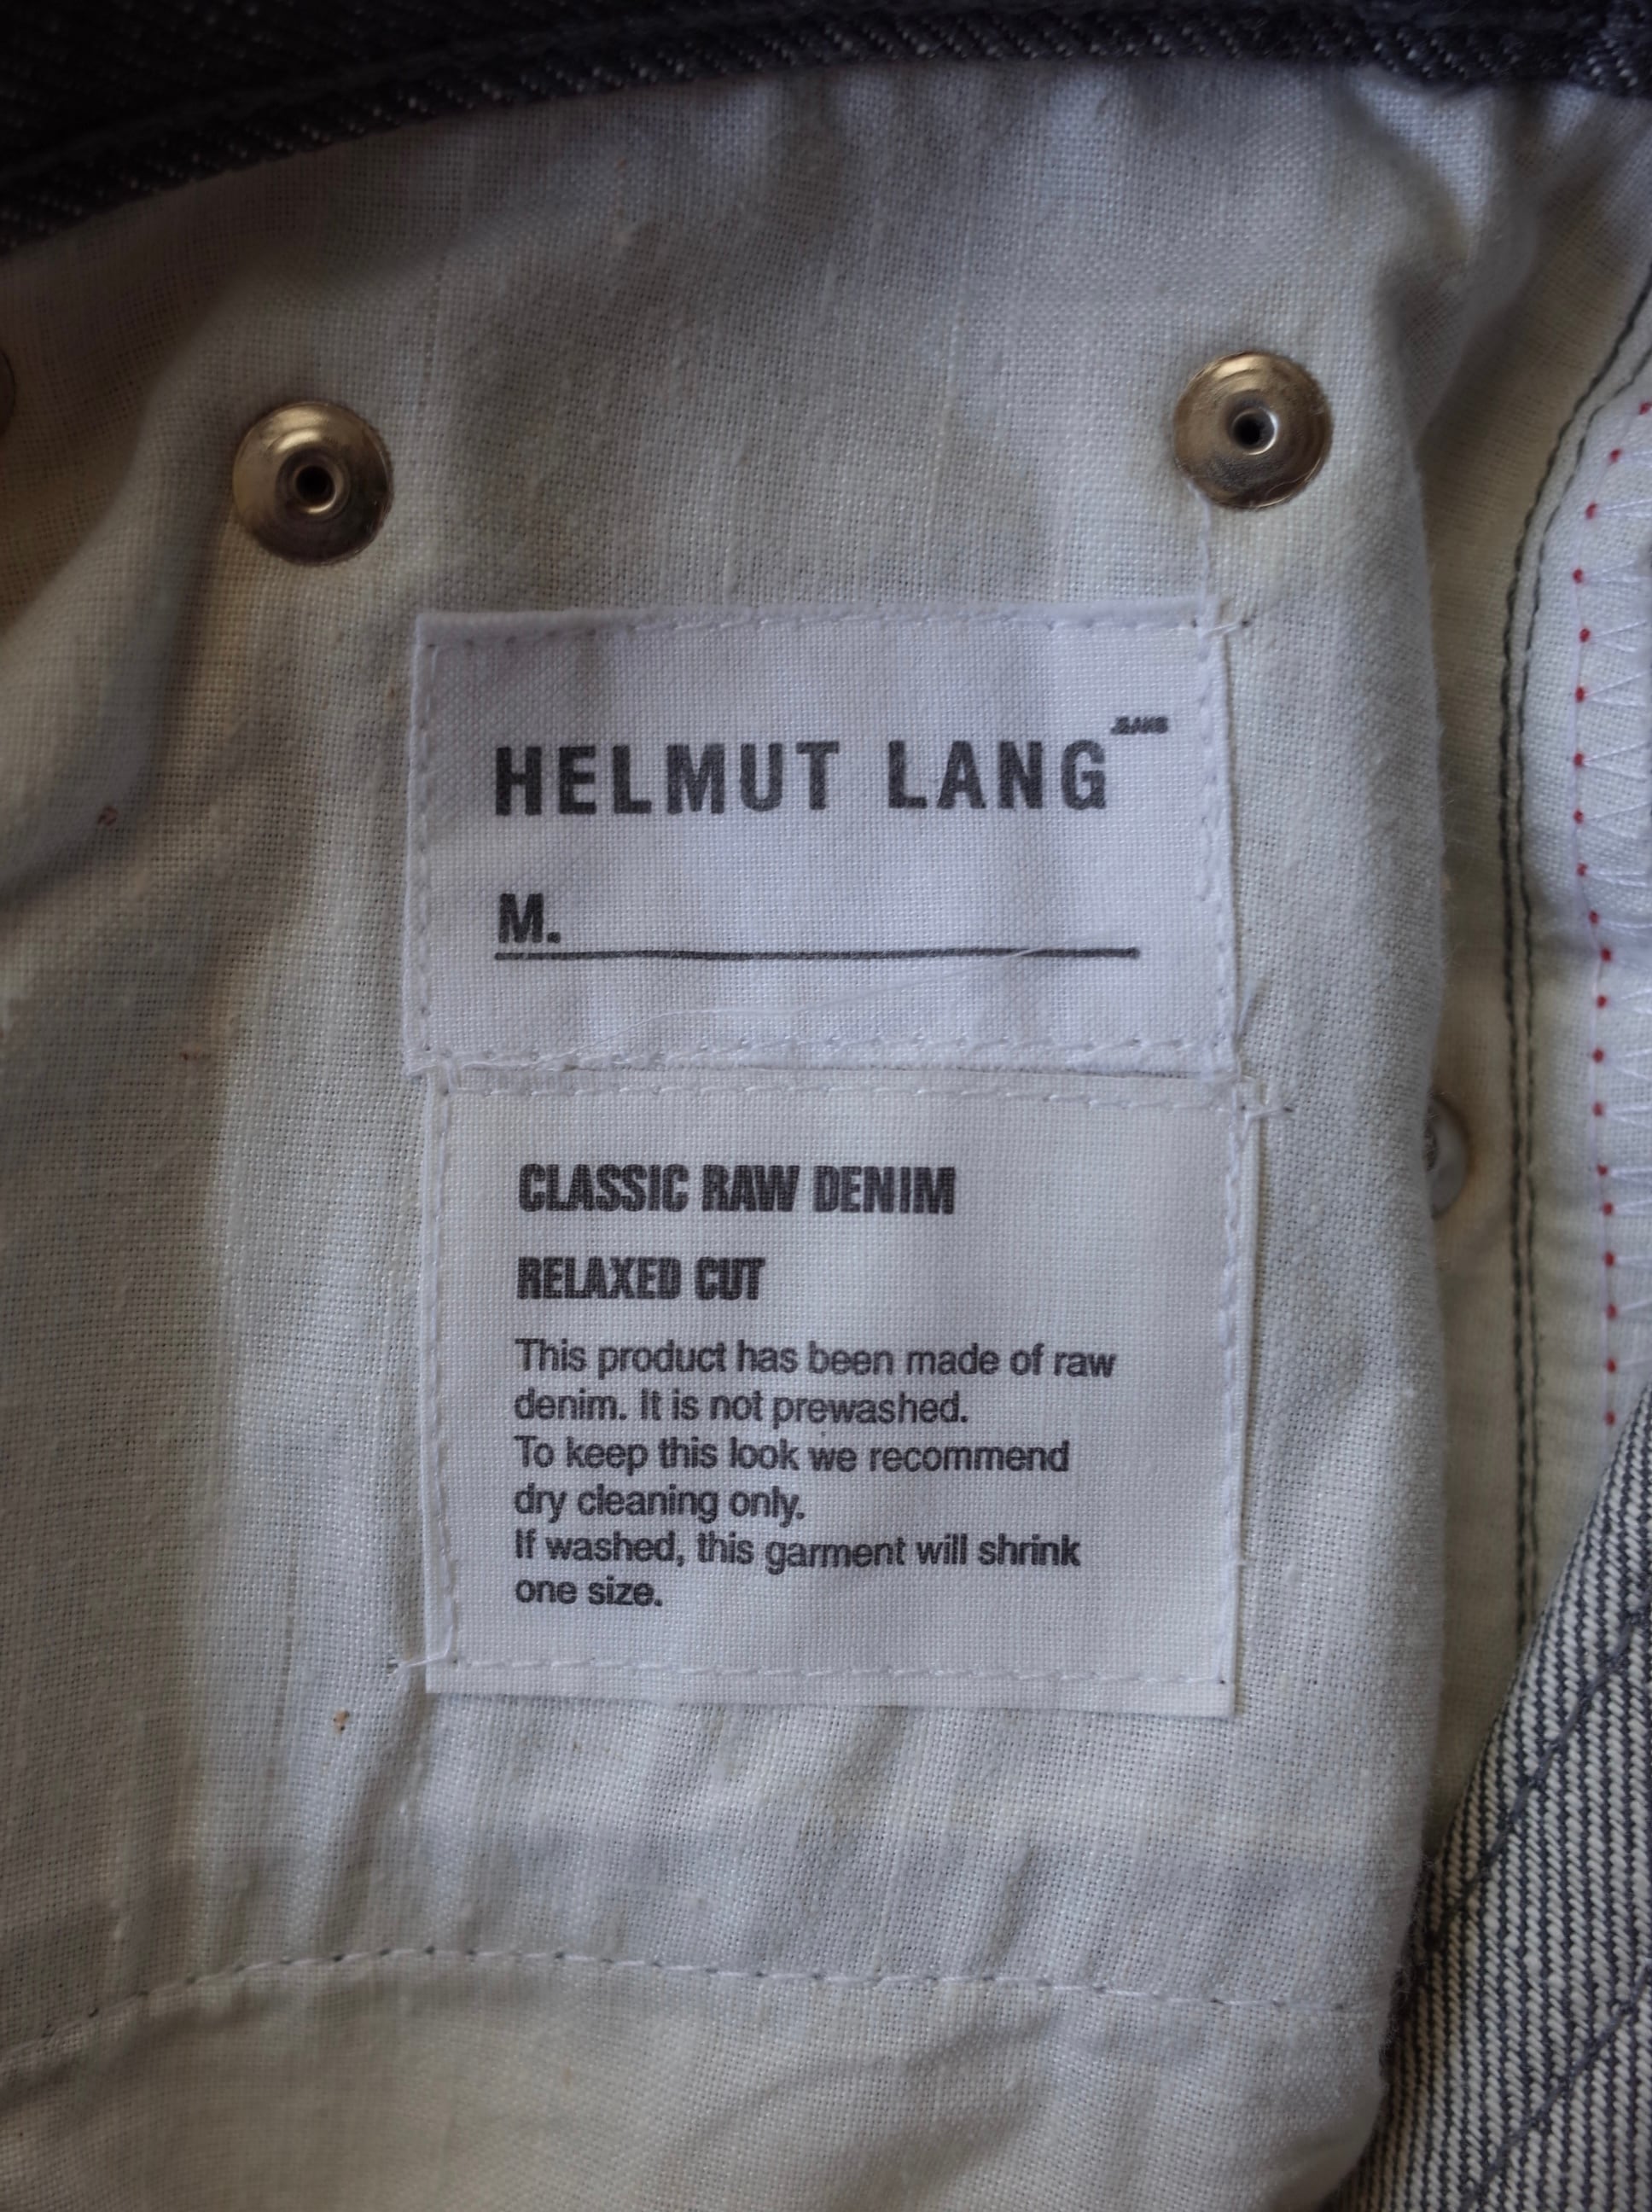 HELMUT LANG JEANS
M.
CLASSIC RAW DENIM
RELAXED CUT
This product has been made of raw
denim. It is not prewashed.
To keep this look we recommend
dry cleaning only.
If washed, this garment will shrink
one size.